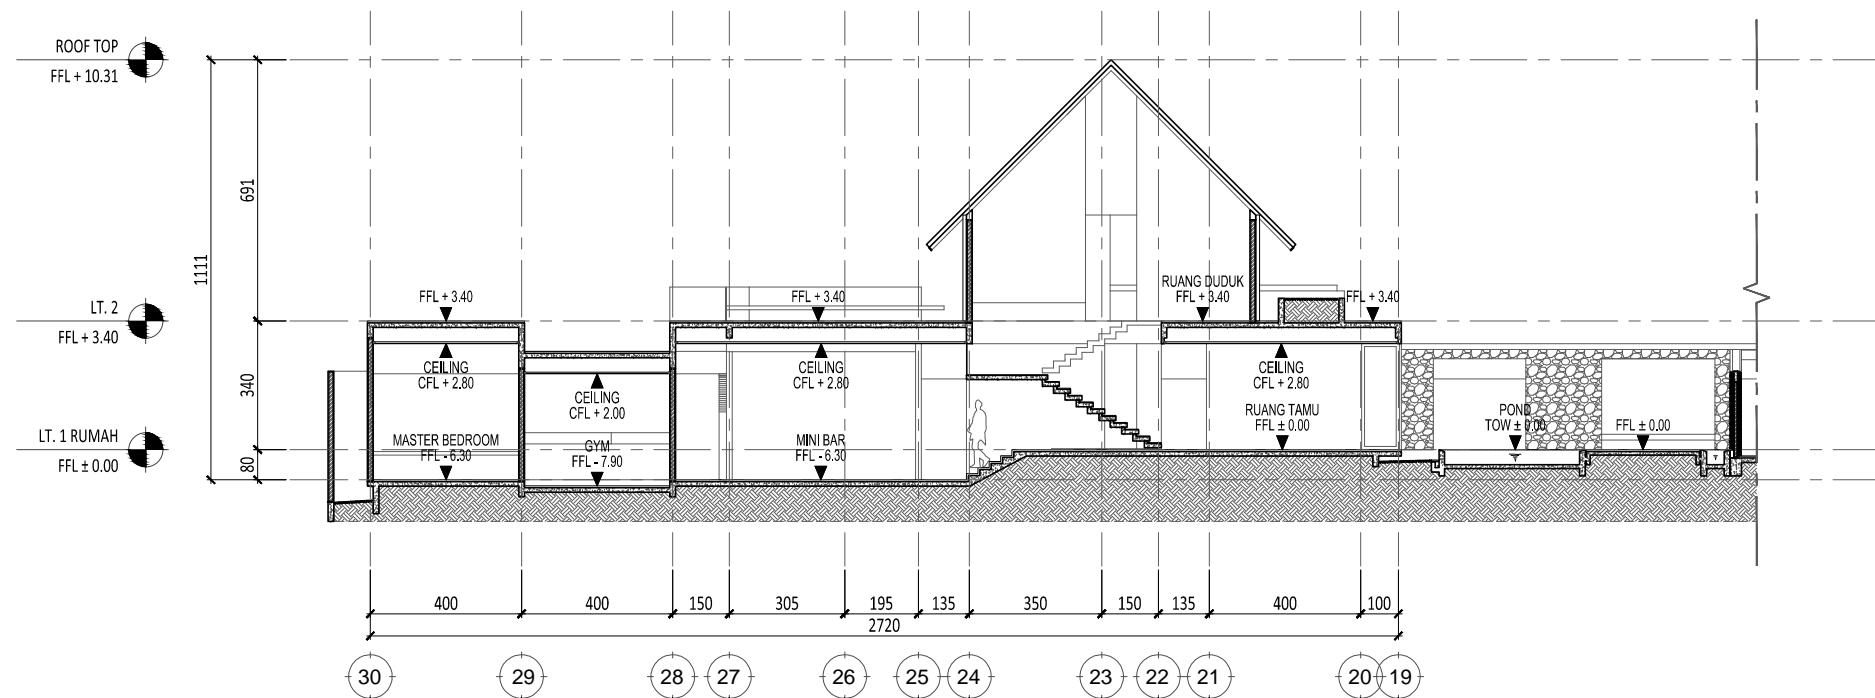 ROOF TOP
FFL + 10.31
691
1111
RUANG DUDUK
FFL + 3.40
FFL + 3.40
FFL + 3.40
FFL + 3.40
LT. 2
FFL + 3.40
CEILING
CFL + 2.80
CEILING
CFL + 2.00
CEILING
CFL + 2.80
CEILING
CFL + 2.80
340
LT. 1 RUMAH
FFL ± 0.00
MASTER BEDROOM
FFL - 6.30
GYM
FFL - 7.90
MINI BAR
FFL - 6.30
RUANG TAMU
FFL ± 0.00
POND
TOW ± 0.00
FFL ± 0.00
80
400
400
150
305
195
135
350
150
135
400
100
2720
30
29
28
27
26
25
24
23
22
21
20
19